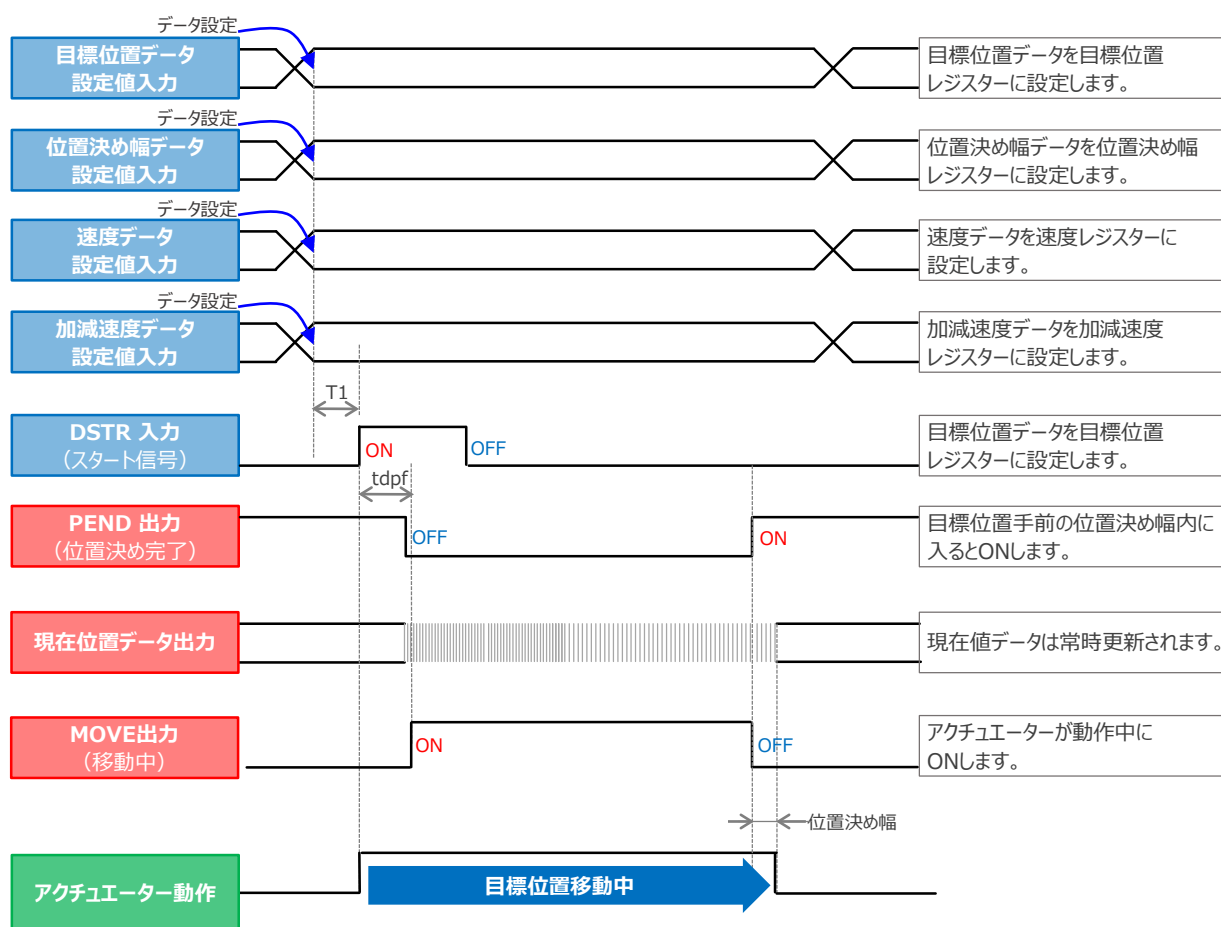 データ設定
目標位置データ
設定値入力
目標位置データを目標位置
レジスターに設定します。
データ設定
位置決め幅データ
設定値入力
位置決め幅データを位置決め幅
レジスターに設定します。
データ設定
速度データ
設定値入力
速度データを速度レジスターに
設定します。
データ設定
加減速度データ
設定値入力
加減速度データを加減速度
レジスターに設定します。
T1
DSTR 入力
（スタート信号）
ON
OFF
目標位置データを目標位置
レジスターに設定します。
tdpf
PEND 出力
（位置決め完了）
OFF
ON
目標位置手前の位置決め幅内に
入るとONします。
現在位置データ出力
現在値データは常時更新されます。
MOVE出力
（移動中）
ON
OFF
アクチュエーターが動作中に
ONします。
位置決め幅
アクチュエーター動作
目標位置移動中